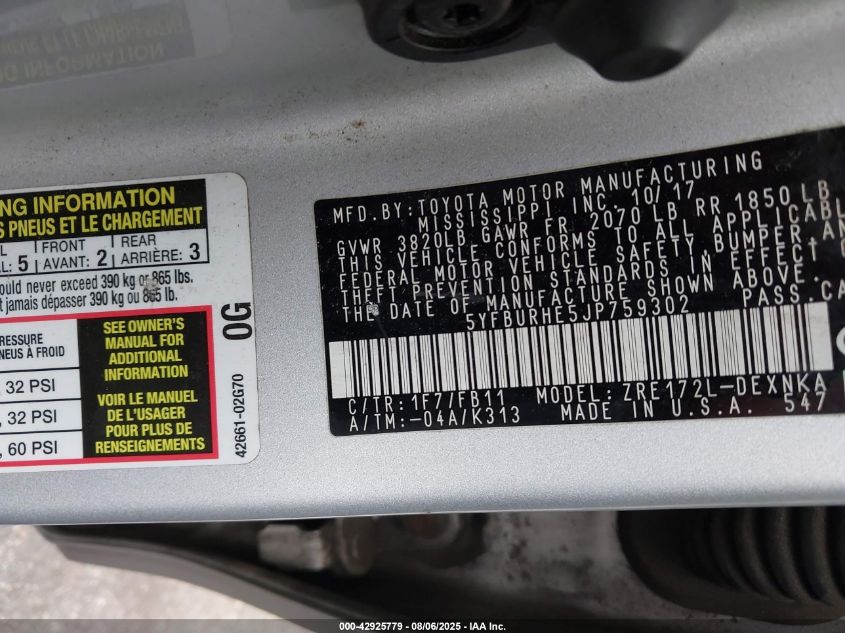 NG INFORMATION
S PNEUS ET LE CHARGEMENT
FRONT
REAR
5
AVANT: 2
ARRIÈRE: 3
ould never exceed 390 kg or 865 lbs.
t jamais dépasser 390 kg ou 865 lb.
RESSURE
NEUS À FROID
32 PSI
32 PSI
60 PSI
SEE OWNER'S
MANUAL FOR
ADDITIONAL
INFORMATION
VOIR LE MANUEL
DE L'USAGER
POUR PLUS DE
RENSEIGNEMENTS
0G
42661-02G70
MFD. BY: TOYOTA MOTOR MANUFACTURING
MISSISSIPPI INC. 10/17
GVWR 3820LB GAWR FR 2070 LB RR 1850 LB
THIS VEHICLE CONFORMS TO ALL APPLICABL
FEDERAL MOTOR VEHICLE SAFETY BUMPER AN
THEFT PREVENTION STANDARDS IN EFFECT
THE DATE OF MANUFACTURE SHOWN ABOVE.
5YFBURHE5JP759302 PASS.CA
C/TR: 1F7/FB11 MODEL: ZRE172L-DEXNKA
A/TM: -04A/K313 MADE IN U.S.A. 547
000-42925779 - 08/06/2025 - IAA Inc.